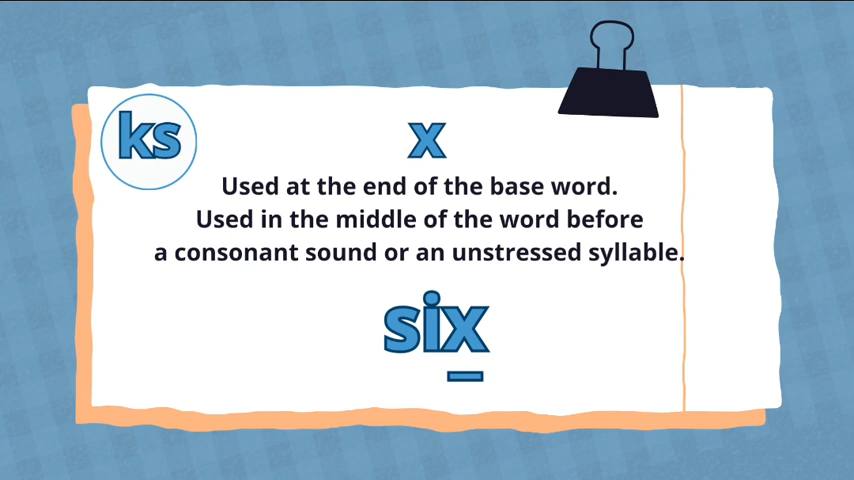 ks
x
Used at the end of the base word.
Used in the middle of the word before
a consonant sound or an unstressed syllable.
six